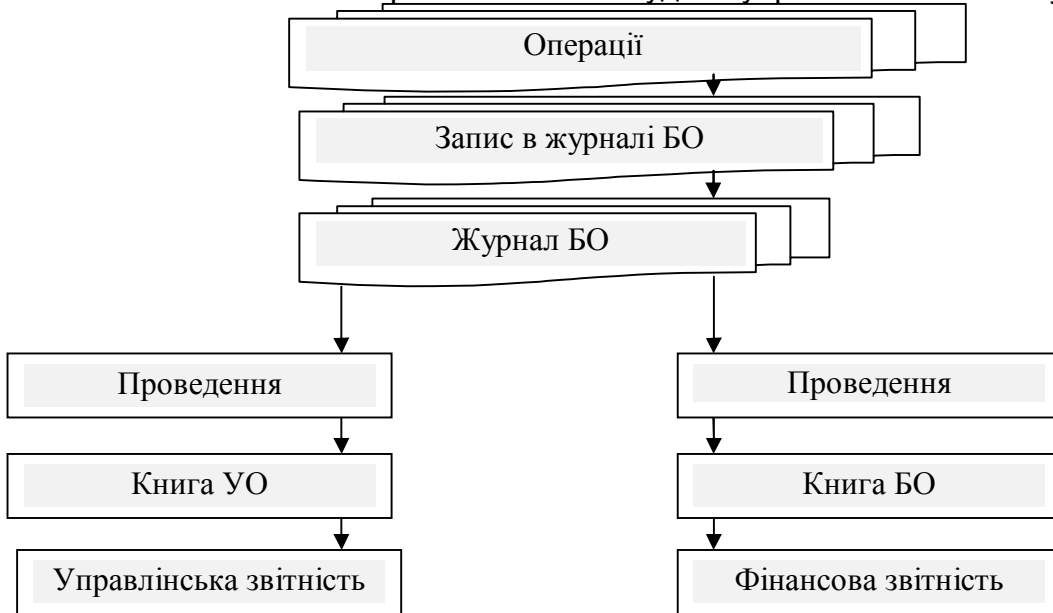 Операції
Запис в журналі БО
Журнал БО
Проведення
Проведення
Книга УО
Книга БО
Управлінська звітність
Фінансова звітність